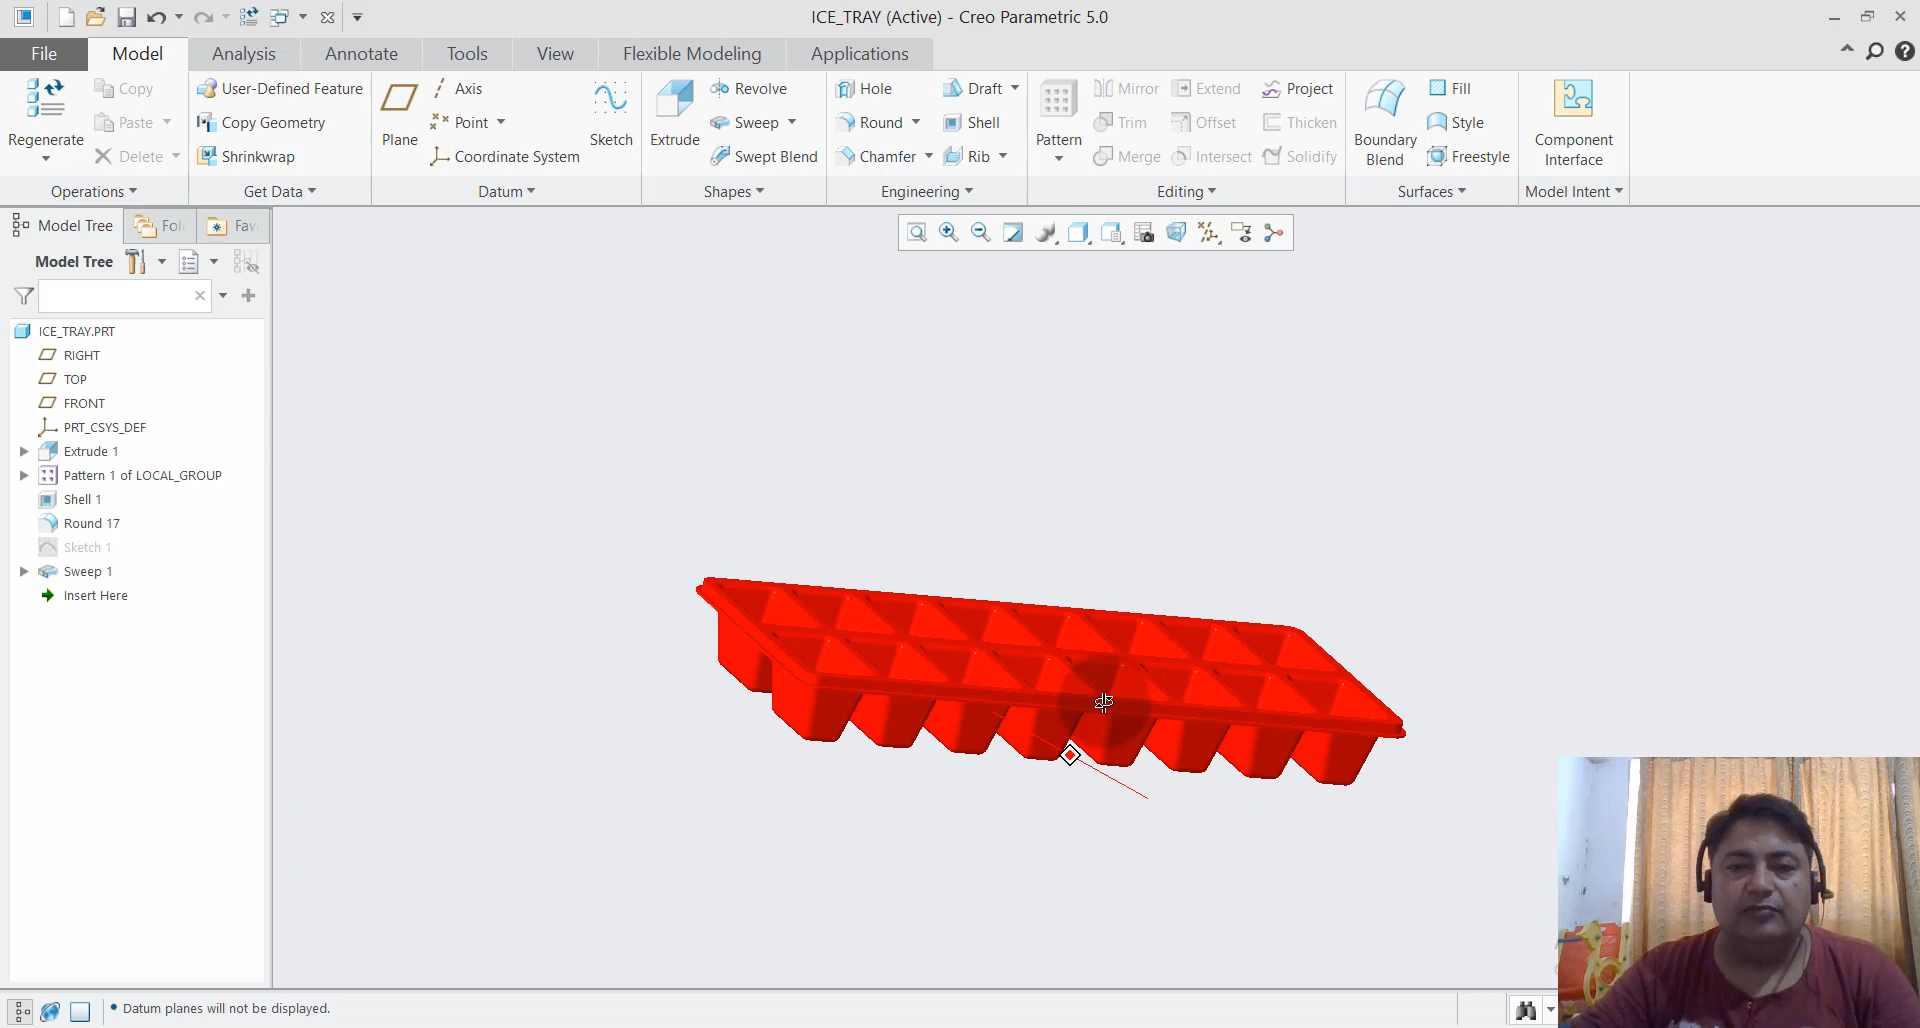 ICE_TRAY (Active) - Creo Parametric 5.0
File Model Analysis Annotate Tools View Flexible Modeling Applications
Regenerate
Copy
Paste
Delete
Operations
User-Defined Feature
Copy Geometry
Shrinkwrap
Get Data
Plane
Axis
Point
Coordinate System
Sketch
Datum
Extrude
Revolve
Sweep
Swept Blend
Shapes
Hole
Round
Chamfer
Draft
Shell
Rib
Engineering
Pattern
Mirror
Trim
Merge
Extend
Offset
Intersect
Project
Thicken
Solidify
Editing
Boundary
Blend
Fill
Style
Freestyle
Surfaces
Component
Interface
Model Intent
Model Tree Fol Fav
Model Tree
ICE_TRAY.PRT
RIGHT
TOP
FRONT
PRT_CSYS_DEF
Extrude 1
Pattern 1 of LOCAL_GROUP
Shell 1
Round 17
Sketch 1
Sweep 1
Insert Here
• Datum planes will not be displayed.